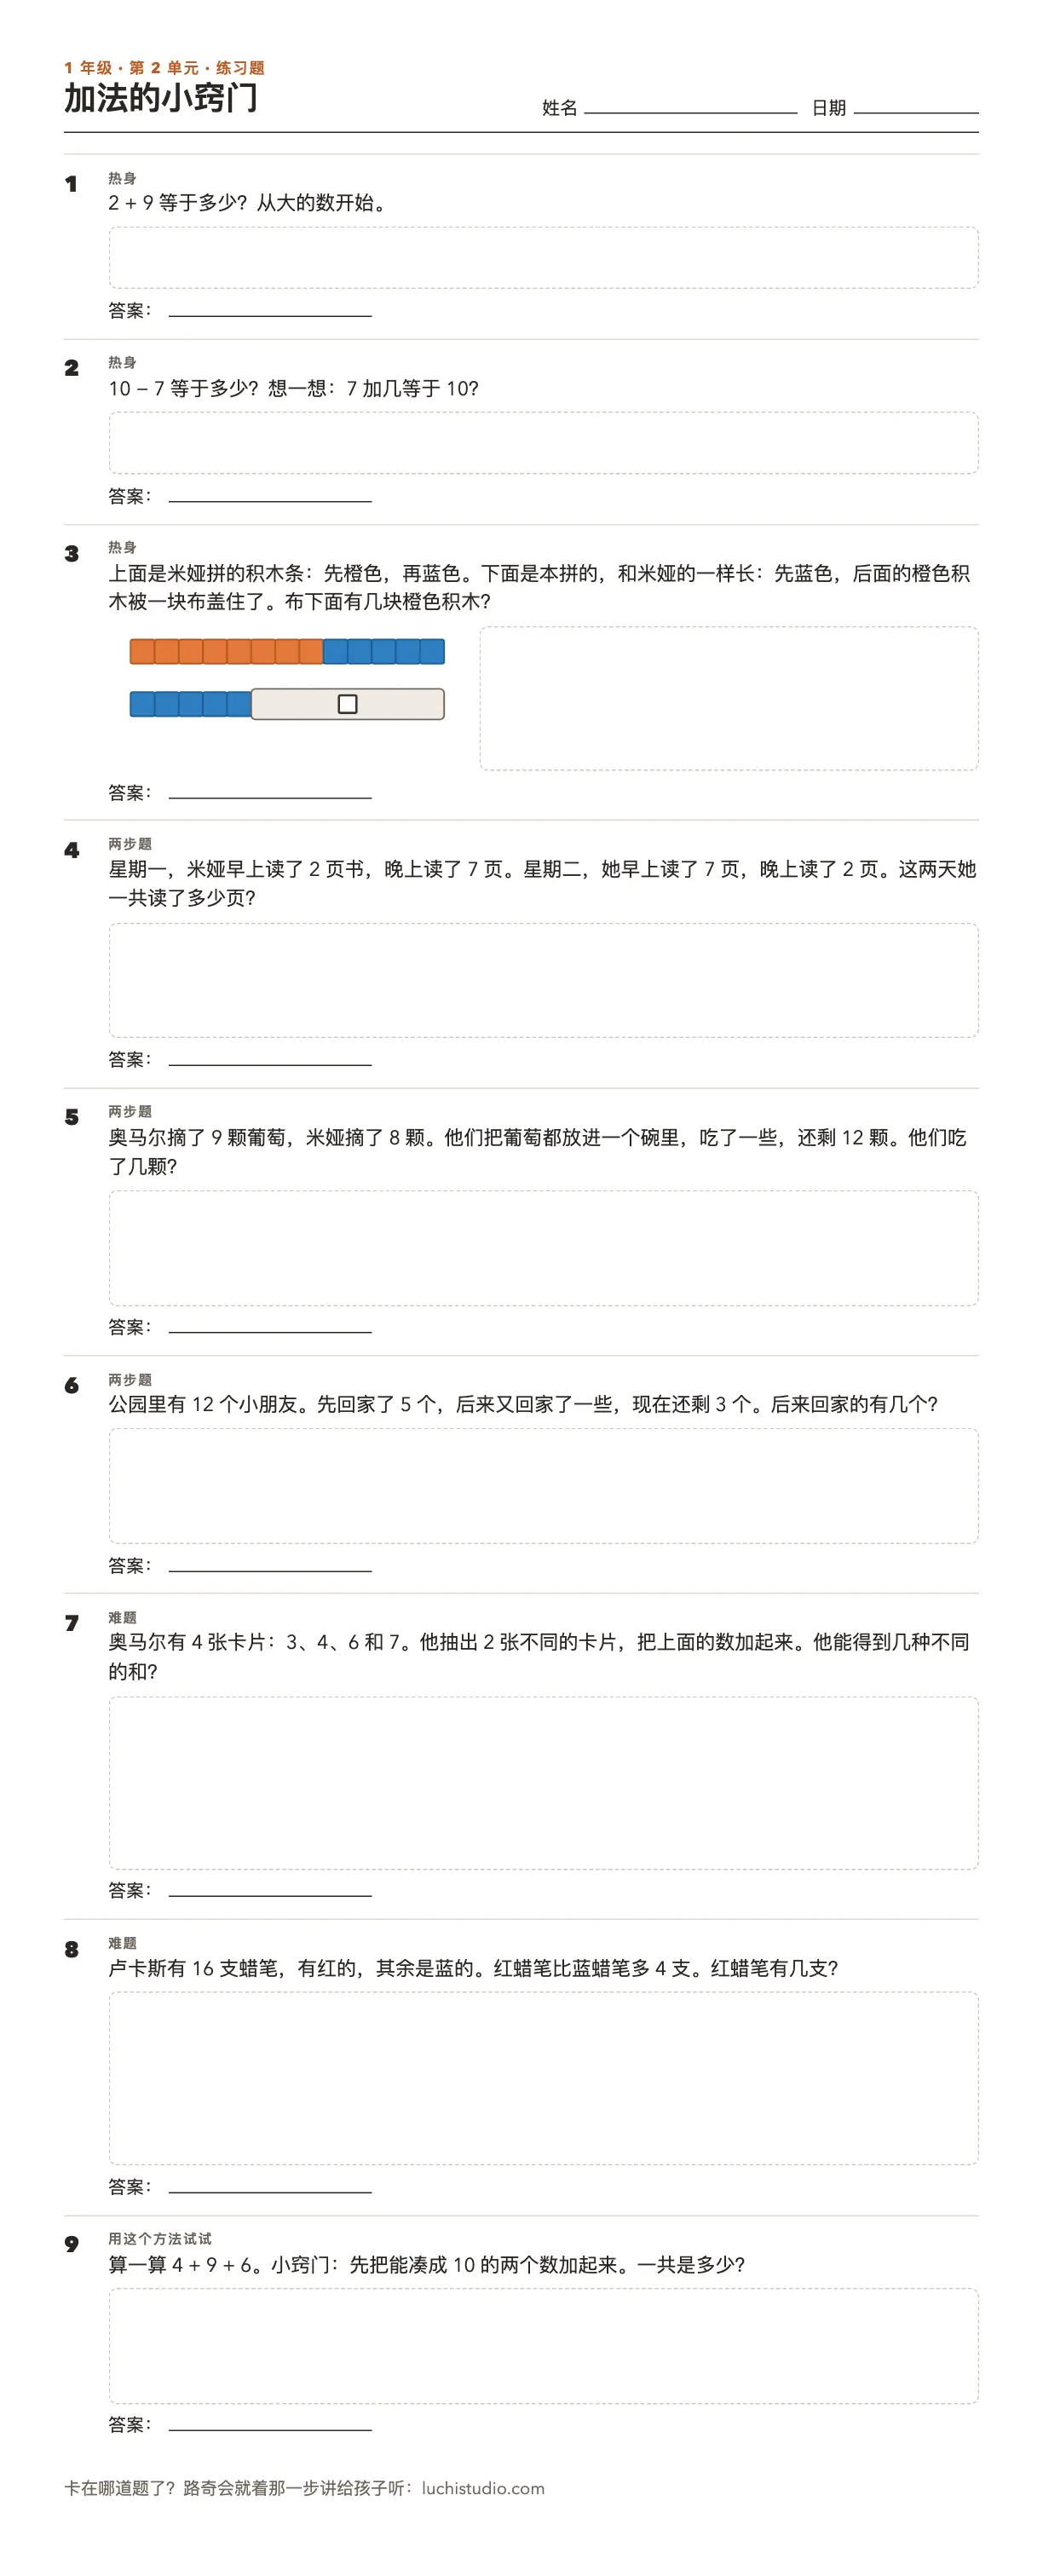 1 年级 · 第 2 单元 · 练习题
加法的小窍门
姓名
日期
1
热身
2 + 9 等于多少？从大的数开始。
答案：
2
热身
10 − 7 等于多少？想一想：7 加几等于 10？
答案：
3
热身
上面是米娅拼的积木条：先橙色，再蓝色。下面是本拼的，和米娅的一样长：先蓝色，后面的橙色积
木被一块布盖住了。布下面有几块橙色积木？
答案：
4
两步题
星期一，米娅早上读了 2 页书，晚上读了 7 页。星期二，她早上读了 7 页，晚上读了 2 页。这两天她
一共读了多少页？
答案：
5
两步题
奥马尔摘了 9 颗葡萄，米娅摘了 8 颗。他们把葡萄都放进一个碗里，吃了一些，还剩 12 颗。他们吃
了几颗？
答案：
6
两步题
公园里有 12 个小朋友。先回家了 5 个，后来又回家了一些，现在还剩 3 个。后来回家的有几个？
答案：
7
难题
奥马尔有 4 张卡片：3、4、6 和 7。他抽出 2 张不同的卡片，把上面的数加起来。他能得到几种不同
的和？
答案：
8
难题
卢卡斯有 16 支蜡笔，有红的，其余是蓝的。红蜡笔比蓝蜡笔多 4 支。红蜡笔有几支？
答案：
9
用这个方法试试
算一算 4 + 9 + 6。小窍门：先把能凑成 10 的两个数加起来。一共是多少？
答案：
卡在哪道题了？路奇会就着那一步讲给孩子听：luchistudio.com